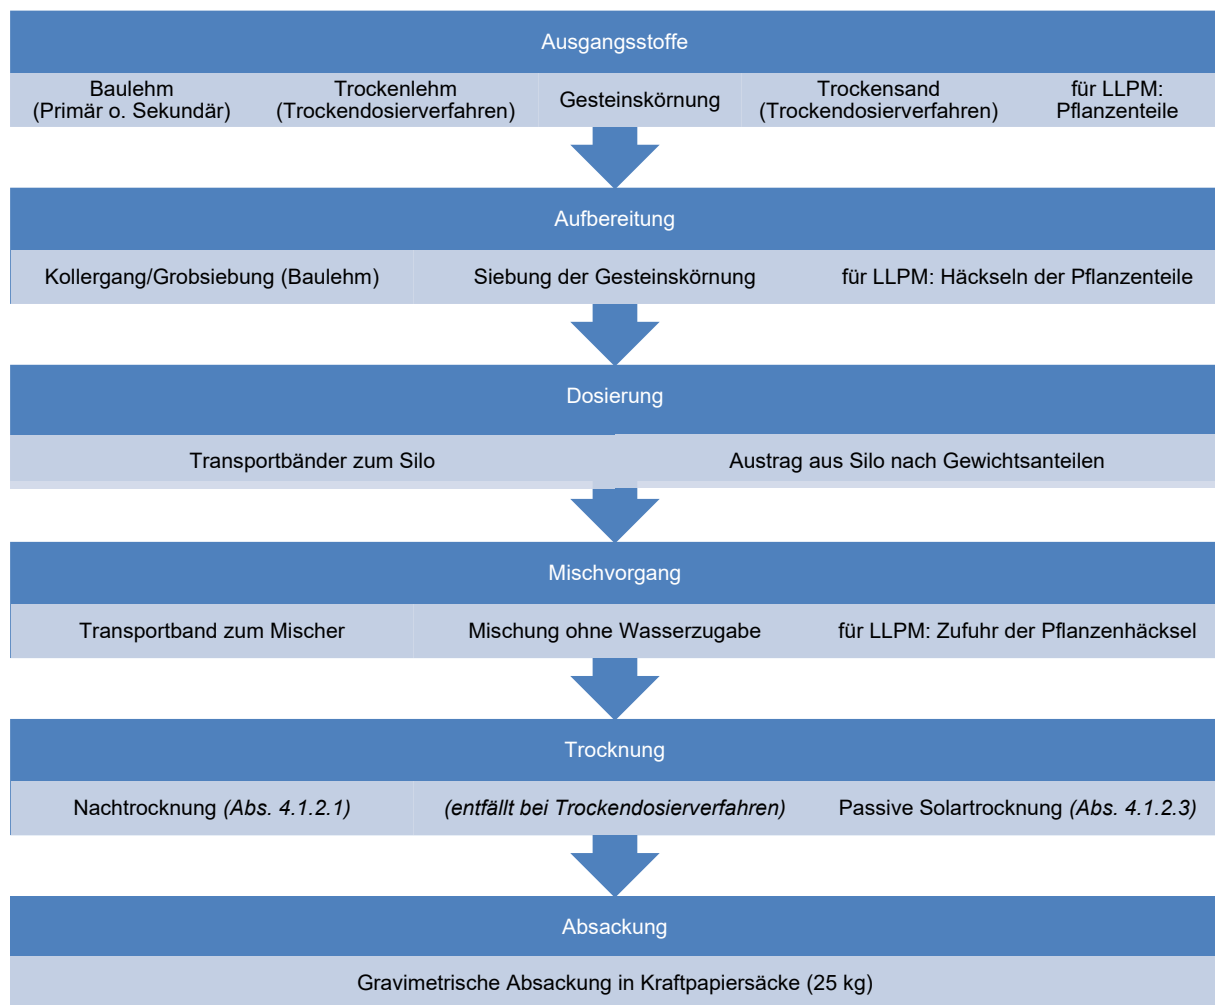 Ausgangsstoffe
Baulehm
(Primär o. Sekundär)
Trockenlehm
(Trockendosierverfahren)
Gesteinskörnung
Trockensand
(Trockendosierverfahren)
für LLPM:
Pflanzenteile
Aufbereitung
Kollergang/Grobsiebung (Baulehm)
Siebung der Gesteinskörnung
für LLPM: Häckseln der Pflanzenteile
Dosierung
Transportbänder zum Silo
Austrag aus Silo nach Gewichtsanteilen
Mischvorgang
Transportband zum Mischer
Mischung ohne Wasserzugabe
für LLPM: Zufuhr der Pflanzenhäcksel
Trocknung
Nachtrocknung (Abs. 4.1.2.1)
(entfällt bei Trockendosierverfahren)
Passive Solartrocknung (Abs. 4.1.2.3)
Absackung
Gravimetrische Absackung in Kraftpapiersäcke (25 kg)